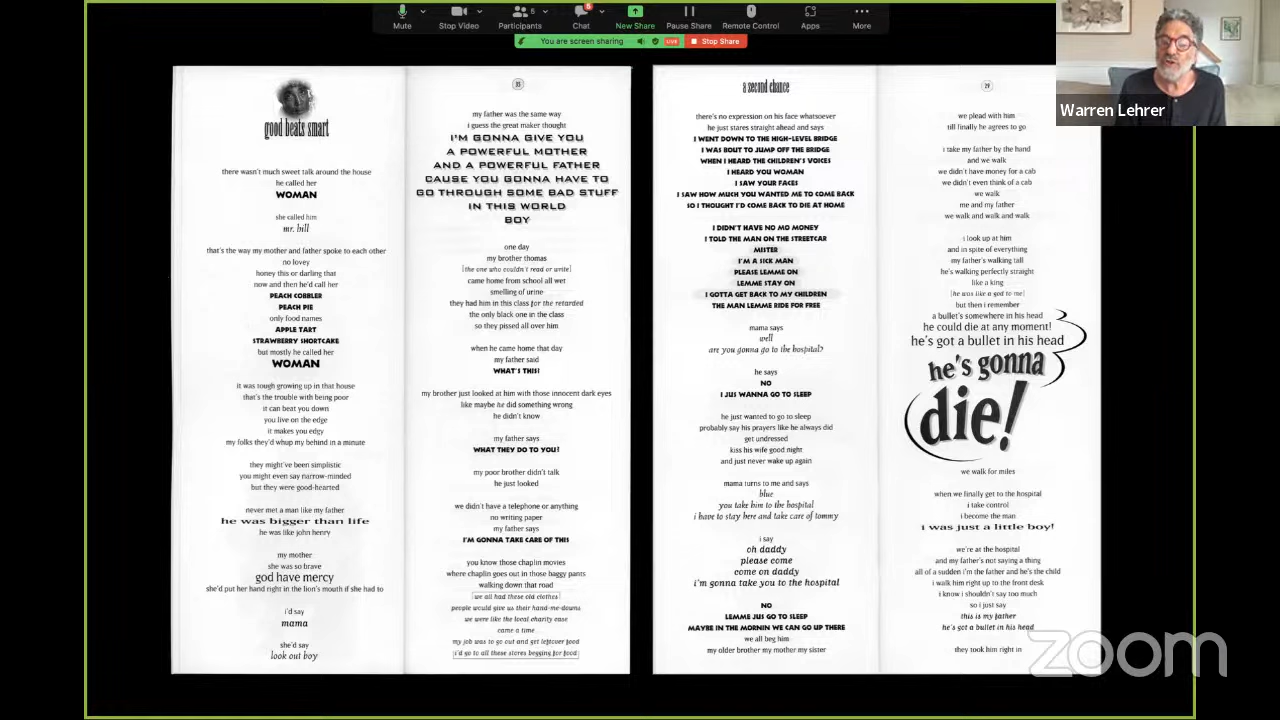 Mute
Stop Video
Participants
5
Chat
New Share
Pause Share
Remote Control
Apps
More
You are screen sharing
LIVE
Stop Share
Warren Lehrer
good beats smart
there wasn't much sweet talk around the house
he called her
WOMAN
she called him
mr. bill
that's the way my mother and father spoke to each other
no lovey
honey this or darling that
now and then he'd call her
PEACH COBBLER
PEACH PIE
only food names
APPLE TART
STRAWBERRY SHORTCAKE
but mostly he called her
WOMAN
it was tough growing up in that house
that's the trouble with being poor
it can beat you down
you live on the edge
it makes you edgy
my folks they'd whup my behind in a minute
they might've been simplistic
you might even say narrow-minded
but they were good-hearted
never met a man like my father
he was bigger than life
he was like john henry
my mother
she was so brave
god have mercy
she'd put her hand right in the lion's mouth if she had to
i'd say
mama
she'd say
look out boy
33
my father was the same way
i guess the great maker thought
I'M GONNA GIVE YOU
A POWERFUL MOTHER
AND A POWERFUL FATHER
CAUSE YOU GONNA HAVE TO
GO THROUGH SOME BAD STUFF
IN THIS WORLD
BOY
one day
my brother thomas
[the one who couldn't read or write]
came home from school all wet
smelling of urine
they had him in this class for the retarded
the only black one in the class
so they pissed all over him
when he came home that day
my father said
WHAT'S THIS?
my brother just looked at him with those innocent dark eyes
like maybe he did something wrong
he didn't know
my father says
WHAT THEY DO TO YOU!
my poor brother didn't talk
he just looked
we didn't have a telephone or anything
no writing paper
my father says
I'M GONNA TAKE CARE OF THIS
you know those chaplin movies
where chaplin goes out in those baggy pants
walking down that road
we all had these old clothes
people would give us their hand-me-downs
we were like the local charity case
came a time
my job was to go out and get leftover food
i'd go to all these stores begging for food
a second chance
there's no expression on his face whatsoever
he just stares straight ahead and says
I WENT DOWN TO THE HIGH-LEVEL BRIDGE
I WAS BOUT TO JUMP OFF THE BRIDGE
WHEN I HEARD THE CHILDREN'S VOICES
I HEAR YOU WOMAN
I SAW YOUR FACES
I SAW HOW MUCH YOU WANTED ME TO COME BACK
SO I THOUGHT I'D COME BACK TO DIE AT HOME
I DIDN'T HAVE NO MO MONEY
I TOLD THE MAN ON THE STREETCAR
MISTER
I'M A SICK MAN
PLEASE LEMME ON
LEMME STAY ON
I GOTTA GET BACK TO MY CHILDREN
THE MAN LEMME RIDE FOR FREE
mama says
well
are you gonna go to the hospital?
he says
NO
I JUS WANNA GO TO SLEEP
he just wanted to go to sleep
probably say his prayers like he always did
get undressed
kiss his wife good night
and just never wake up again
mama turns to me and says
blue
you take him to the hospital
i have to stay here and take care of tommy
i say
oh daddy
please come
come on daddy
i'm gonna take you to the hospital
NO
LEMME JUS GO TO SLEEP
MAYBE IN THE MORNIN WE CAN GO UP THERE
we all beg him
my older brother my mother my sister
29
we plead with him
till finally he agrees to go
i take my father by the hand
and we walk
we didn't have money for a cab
we didn't even think of a cab
we walk
me and my father
we walk and walk and walk
i look up at him
and in spite of everything
my father's walking tall
he's walking perfectly straight
like a king
[he was like a god to me]
but then i remember
a bullet's somewhere in his head
he could die at any moment!
he's got a bullet in his head
he's gonna
die!
we walk for miles
when we finally get to the hospital
i take control
i become the man
i was just a little boy!
we're at the hospital
and my father's not saying a thing
all of a sudden i'm the father and he's the child
i walk him right up to the front desk
i know i shouldn't say too much
so i just say
this is my father
he's got a bullet in his head
they took him right in
zoom